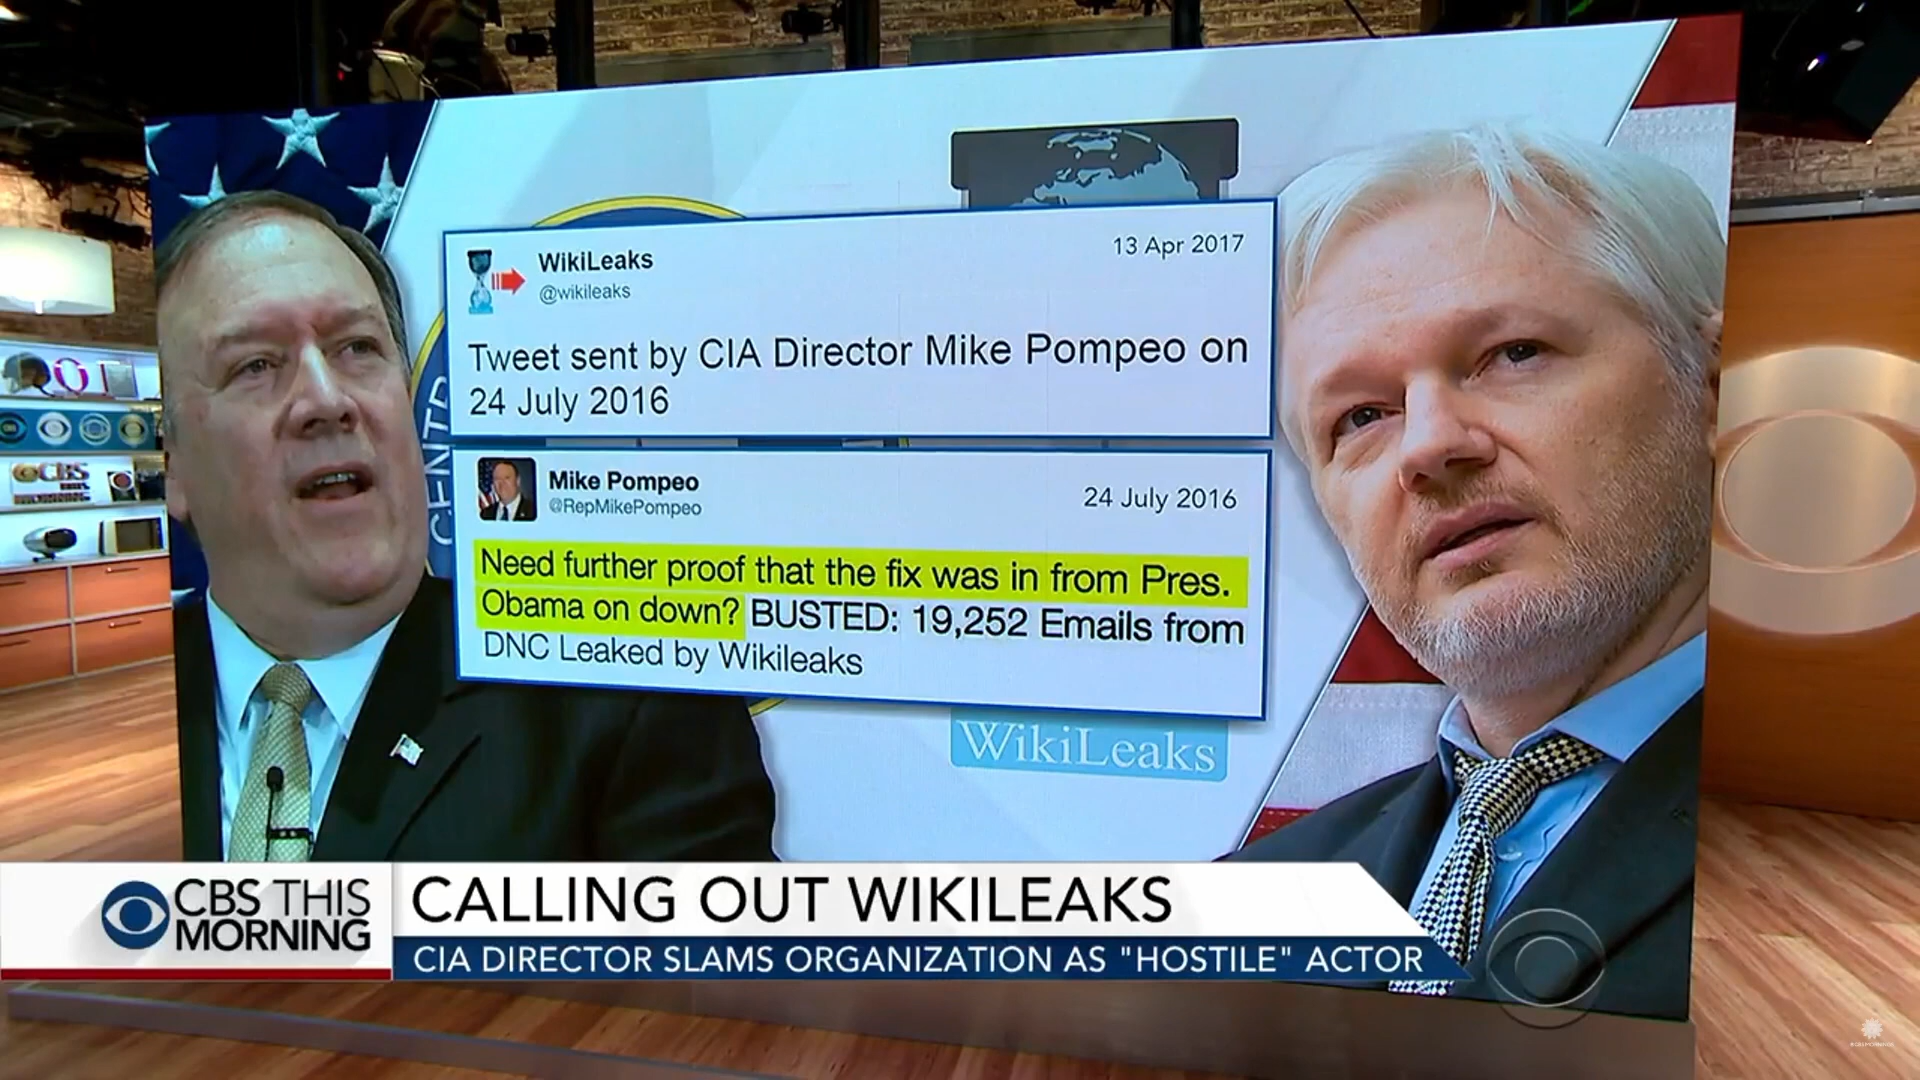 WikiLeaks
@wikileaks
13 Apr 2017
Tweet sent by CIA Director Mike Pompeo on
24 July 2016
CENTR
Mike Pompeo
@RepMikePompeo
24 July 2016
Need further proof that the fix was in from Pres.
Obama on down? BUSTED: 19,252 Emails from
DNC Leaked by Wikileaks
WikiLeaks
CBS
CBS THIS
MORNING
CALLING OUT WIKILEAKS
CIA DIRECTOR SLAMS ORGANIZATION AS "HOSTILE" ACTOR